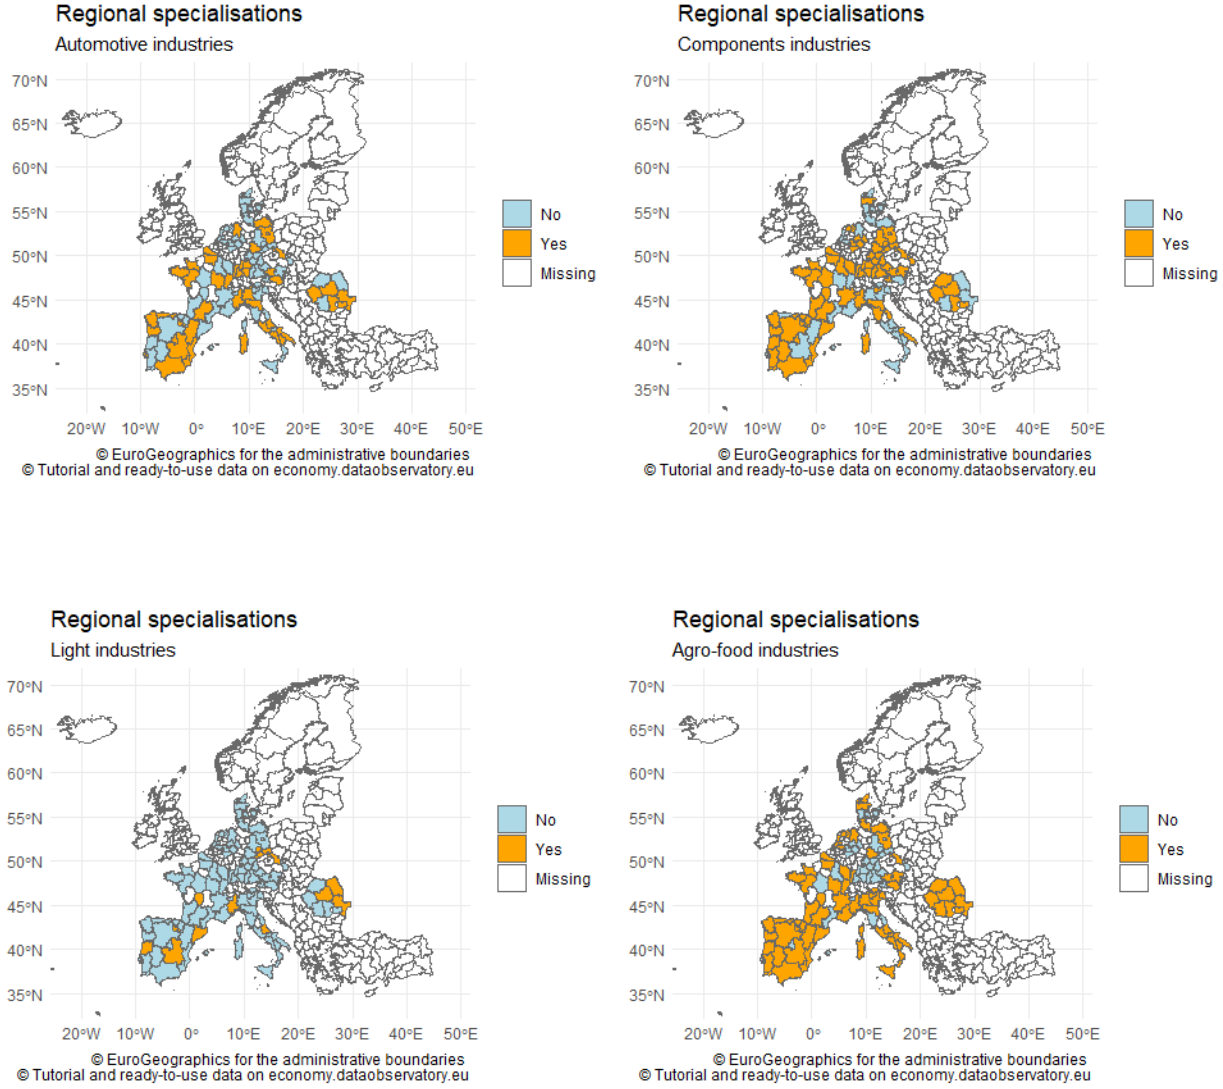 Regional specialisations
Automotive industries
70°N
65°N
60°N
55°N
50°N
45°N
40°N
35°N
20°W 10°W 0° 10°E 20°E 30°E 40°E 50°E
No
Yes
Missing
© EuroGeographics for the administrative boundaries
© Tutorial and ready-to-use data on economy.dataobservatory.eu
Regional specialisations
Components industries
70°N
65°N
60°N
55°N
50°N
45°N
40°N
35°N
20°W 10°W 0° 10°E 20°E 30°E 40°E 50°E
No
Yes
Missing
© EuroGeographics for the administrative boundaries
© Tutorial and ready-to-use data on economy.dataobservatory.eu
Regional specialisations
Light industries
70°N
65°N
60°N
55°N
50°N
45°N
40°N
35°N
20°W 10°W 0° 10°E 20°E 30°E 40°E 50°E
No
Yes
Missing
© EuroGeographics for the administrative boundaries
© Tutorial and ready-to-use data on economy.dataobservatory.eu
Regional specialisations
Agro-food industries
70°N
65°N
60°N
55°N
50°N
45°N
40°N
35°N
20°W 10°W 0° 10°E 20°E 30°E 40°E 50°E
No
Yes
Missing
© EuroGeographics for the administrative boundaries
© Tutorial and ready-to-use data on economy.dataobservatory.eu